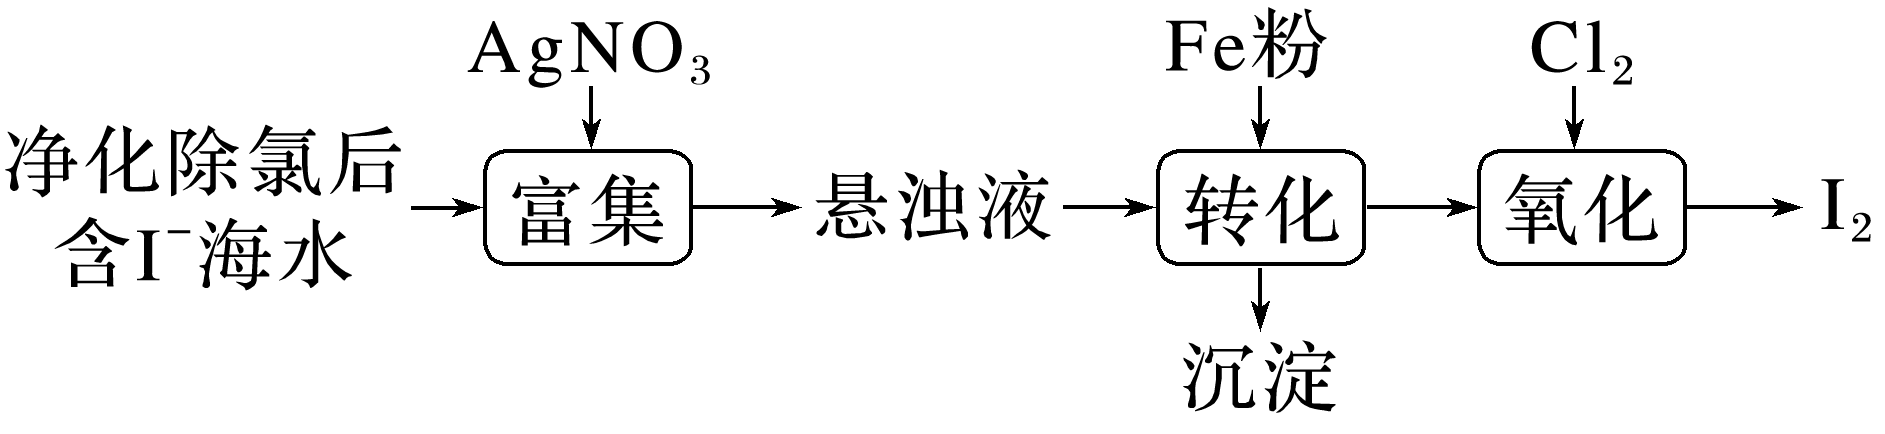 AgNO₃
Fe粉
Cl₂
净化除氯后
含I⁻海水
富集
悬浊液
转化
氧化
I₂
沉淀